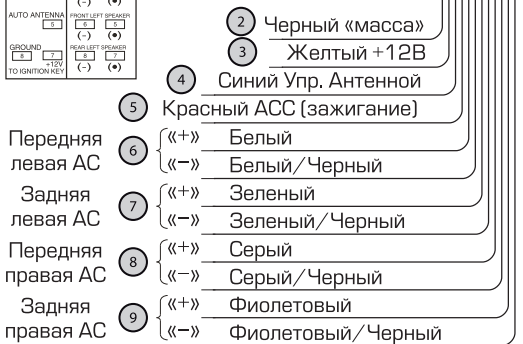 (−) (•)
AUTO ANTENNA
5
FRONT LEFT SPEAKER
6 5
(−) (•)
GROUND
8 7
+12V
TO IGNITION KEY
REAR LEFT SPEAKER
8 7
(−) (•)
2 Черный «масса»
3 Желтый +12В
4 Синий Упр. Антенной
5 Красный АСС (зажигание)
Передняя левая АС
6
«+» Белый
«−» Белый/Черный
Задняя левая АС
7
«+» Зеленый
«−» Зеленый/Черный
Передняя правая АС
8
«+» Серый
«−» Серый/Черный
Задняя правая АС
9
«+» Фиолетовый
«−» Фиолетовый/Черный